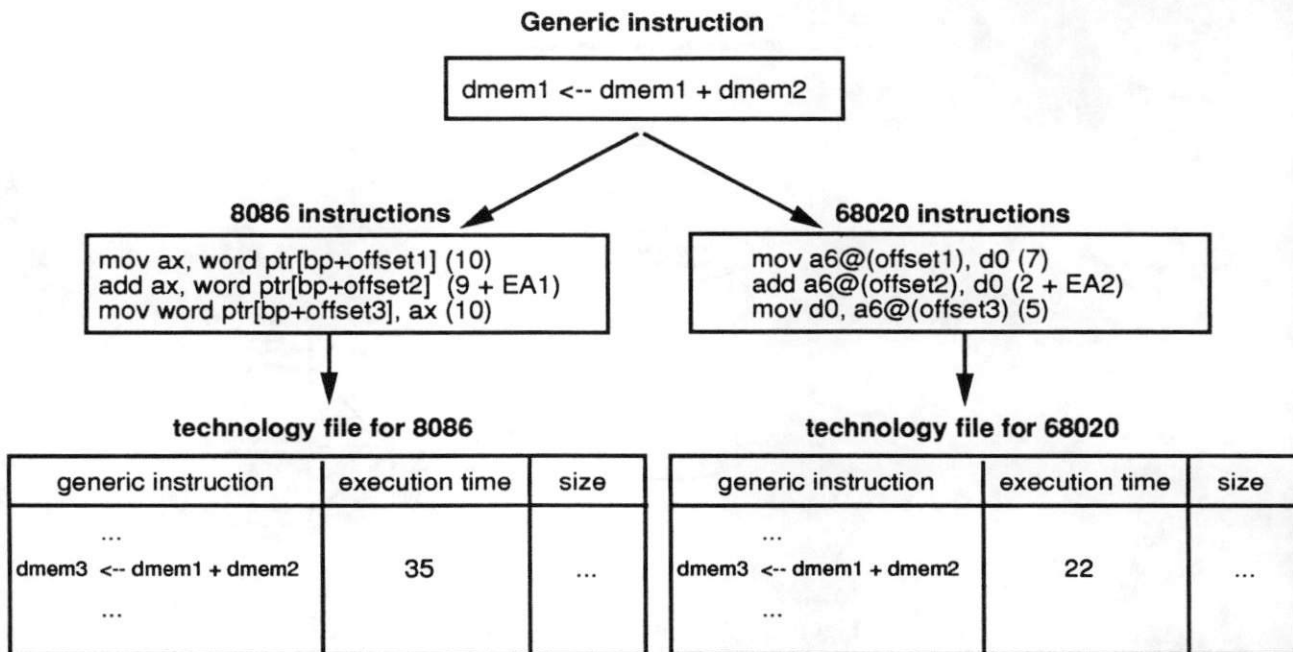 Generic instruction
dmem1 <-- dmem1 + dmem2
8086 instructions
mov ax, word ptr[bp+offset1] (10)
add ax, word ptr[bp+offset2] (9 + EA1)
mov word ptr[bp+offset3], ax (10)
68020 instructions
mov a6@(offset1), d0 (7)
add a6@(offset2), d0 (2 + EA2)
mov d0, a6@(offset3) (5)
technology file for 8086
generic instruction execution time size
...
dmem3 <-- dmem1 + dmem2 35 ...
...
technology file for 68020
generic instruction execution time size
...
dmem3 <-- dmem1 + dmem2 22 ...
...